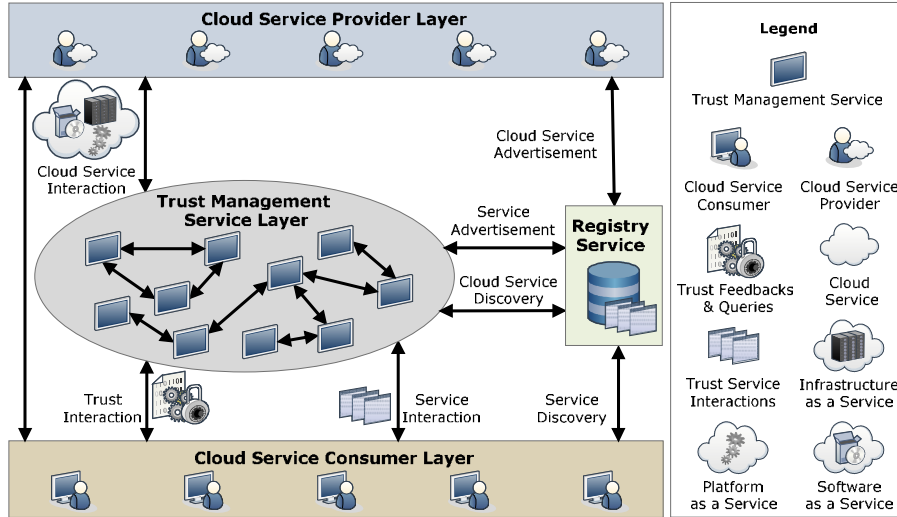 Cloud Service Provider Layer
Cloud Service
Interaction
Cloud Service
Advertisement
Trust Management
Service Layer
Service
Advertisement
Registry
Service
Cloud Service
Discovery
Trust
Interaction
Service
Interaction
Service
Discovery
Cloud Service Consumer Layer
Legend
Trust Management Service
Cloud Service
Consumer
Cloud Service
Provider
Trust Feedbacks
& Queries
Cloud
Service
Trust Service
Interactions
Infrastructure
as a Service
Platform
as a Service
Software
as a Service